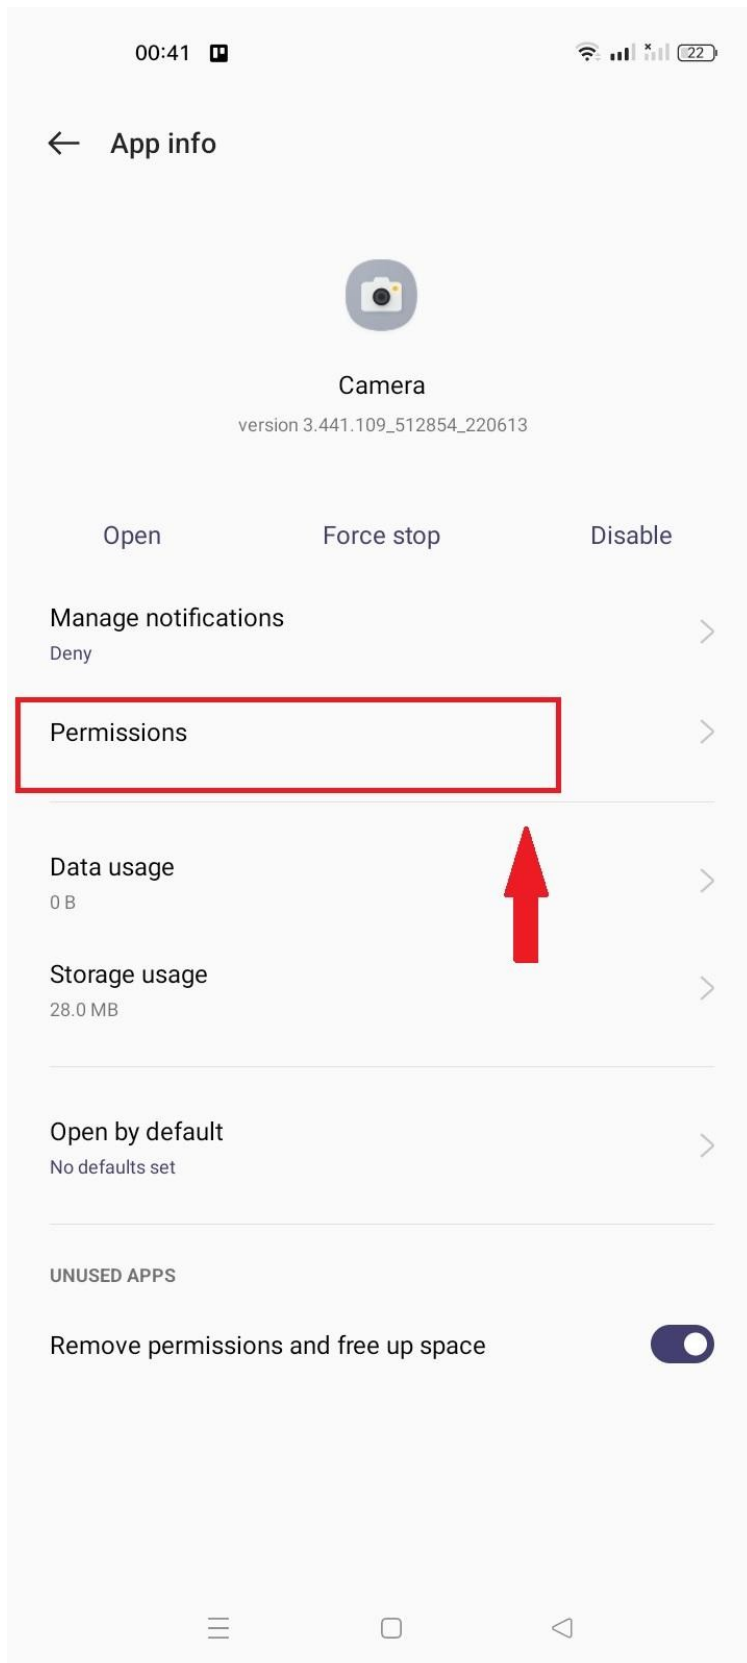 00:41
22
App info
Camera
version 3.441.109_512854_220613
Open Force stop Disable
Manage notifications
Deny
Permissions
Data usage
0 B
Storage usage
28.0 MB
Open by default
No defaults set
UNUSED APPS
Remove permissions and free up space